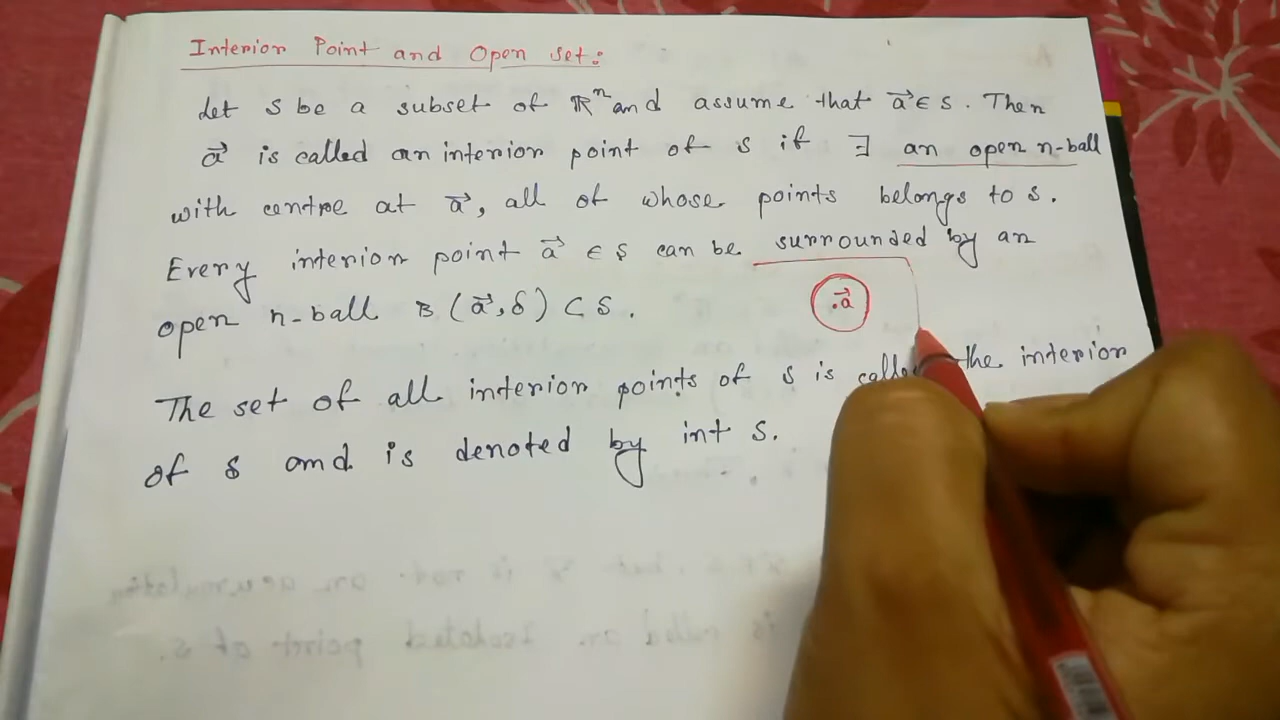 Interior Point and Open set:
Let S be a subset of ℝⁿ and assume that a⃗ ∈ S. Then
a⃗ is called an interior point of S if ∃ an open n-ball
with centre at a⃗, all of whose points belongs to S.
Every interior point a⃗ ∈ S can be surrounded by an
open n-ball B (a⃗, δ) ⊂ S.
.a⃗
The set of all interior points of S is called the interior
of S and is denoted by int S.